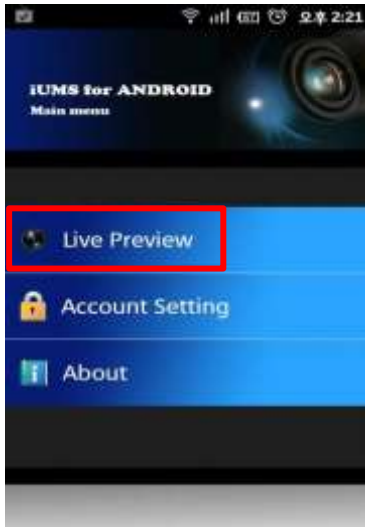 오후 2:21
iUMS for ANDROID
Main menu
Live Preview
Account Setting
About